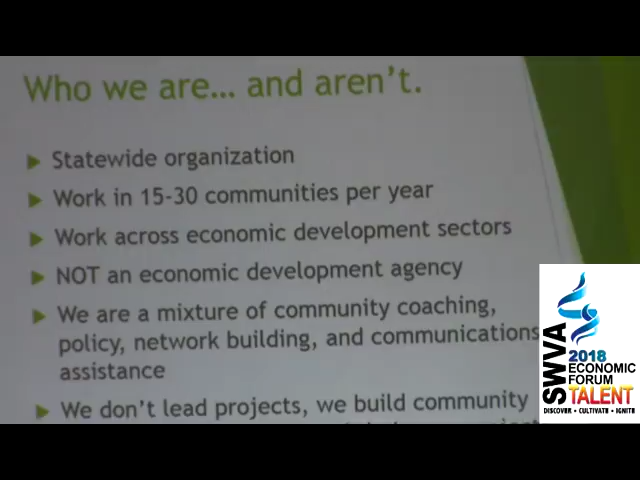 Who we are... and aren't.
Statewide organization
Work in 15-30 communities per year
Work across economic development sectors
NOT an economic development agency
We are a mixture of community coaching,
policy, network building, and communications
assistance
We don't lead projects, we build community
SWVA
2018
ECONOMIC
FORUM
TALENT
DISCOVER • CULTIVATE • IGNITE